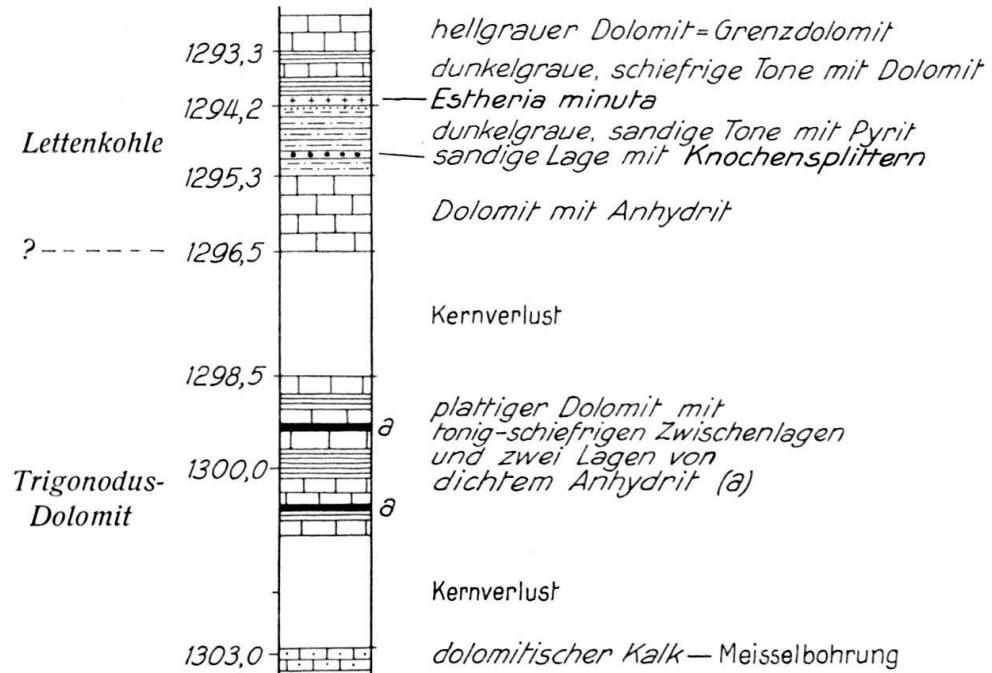 hellgrauer Dolomit = Grenzdolomit
1293,3
dunkelgraue, schiefrige Tone mit Dolomit
Estheria minuta
1294,2
dunkelgraue, sandige Tone mit Pyrit
Lettenkohle
sandige Lage mit Knochensplittern
1295,3
Dolomit mit Anhydrit
?
1296,5
Kernverlust
1298,5
plattiger Dolomit mit
a
tonig-schiefrigen Zwischenlagen
und zwei Lagen von
1300,0
dichtem Anhydrit (a)
Trigonodus-
Dolomit
a
Kernverlust
1303,0
dolomitischer Kalk — Meisselbohrung